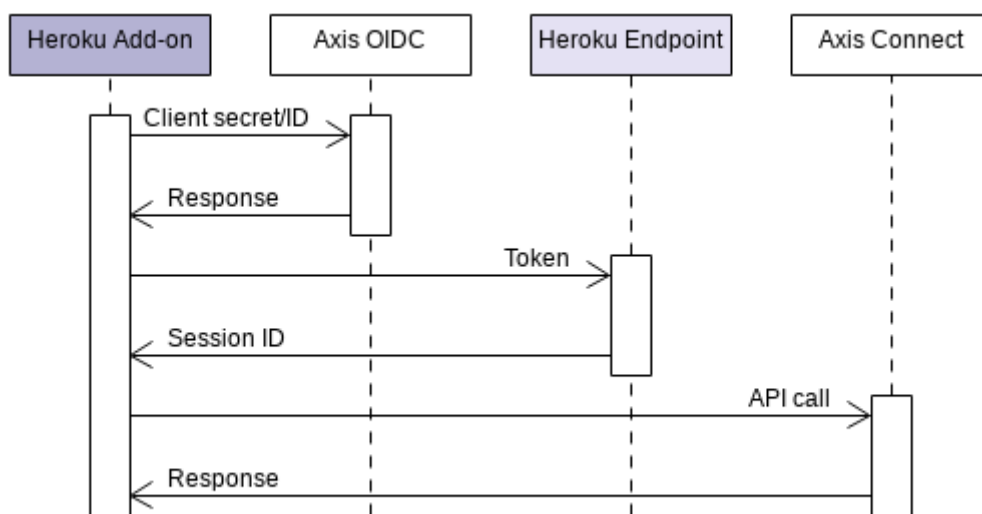 Heroku Add-on
Axis OIDC
Heroku Endpoint
Axis Connect
Client secret/ID
Response
Token
Session ID
API call
Response